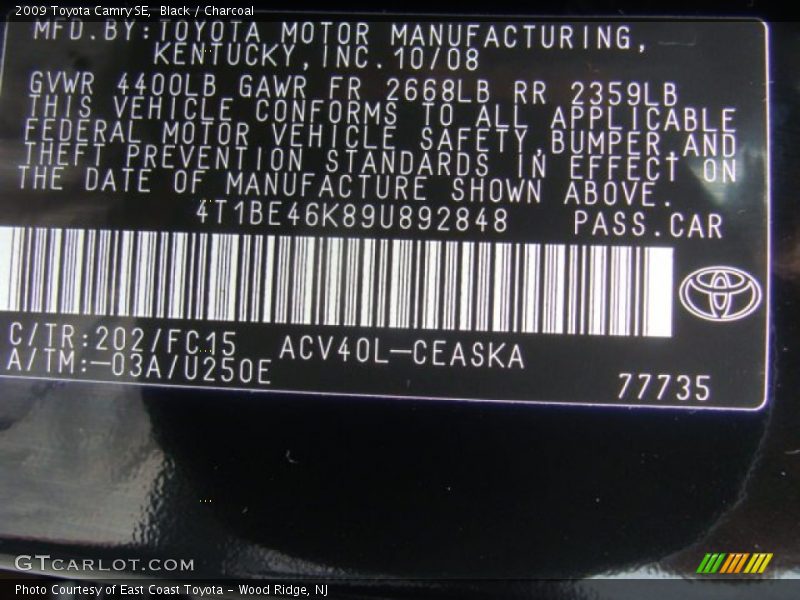 2009 Toyota Camry SE, Black / Charcoal
MFD.BY:TOYOTA MOTOR MANUFACTURING,
KENTUCKY,INC.10/08
GVWR 4400LB GAWR FR 2668LB RR 2359LB
THIS VEHICLE CONFORMS TO ALL APPLICABLE
FEDERAL MOTOR VEHICLE SAFETY,BUMPER,AND
THEFT PREVENTION STANDARDS IN EFFECT ON
THE DATE OF MANUFACTURE SHOWN ABOVE.
4T1BE46K89U892848 PASS.CAR
C/TR:202/FC15 ACV40L-CEASKA
A/TM:-03A/U250E
77735
GTCARLOT.COM
Photo Courtesy of East Coast Toyota - Wood Ridge, NJ